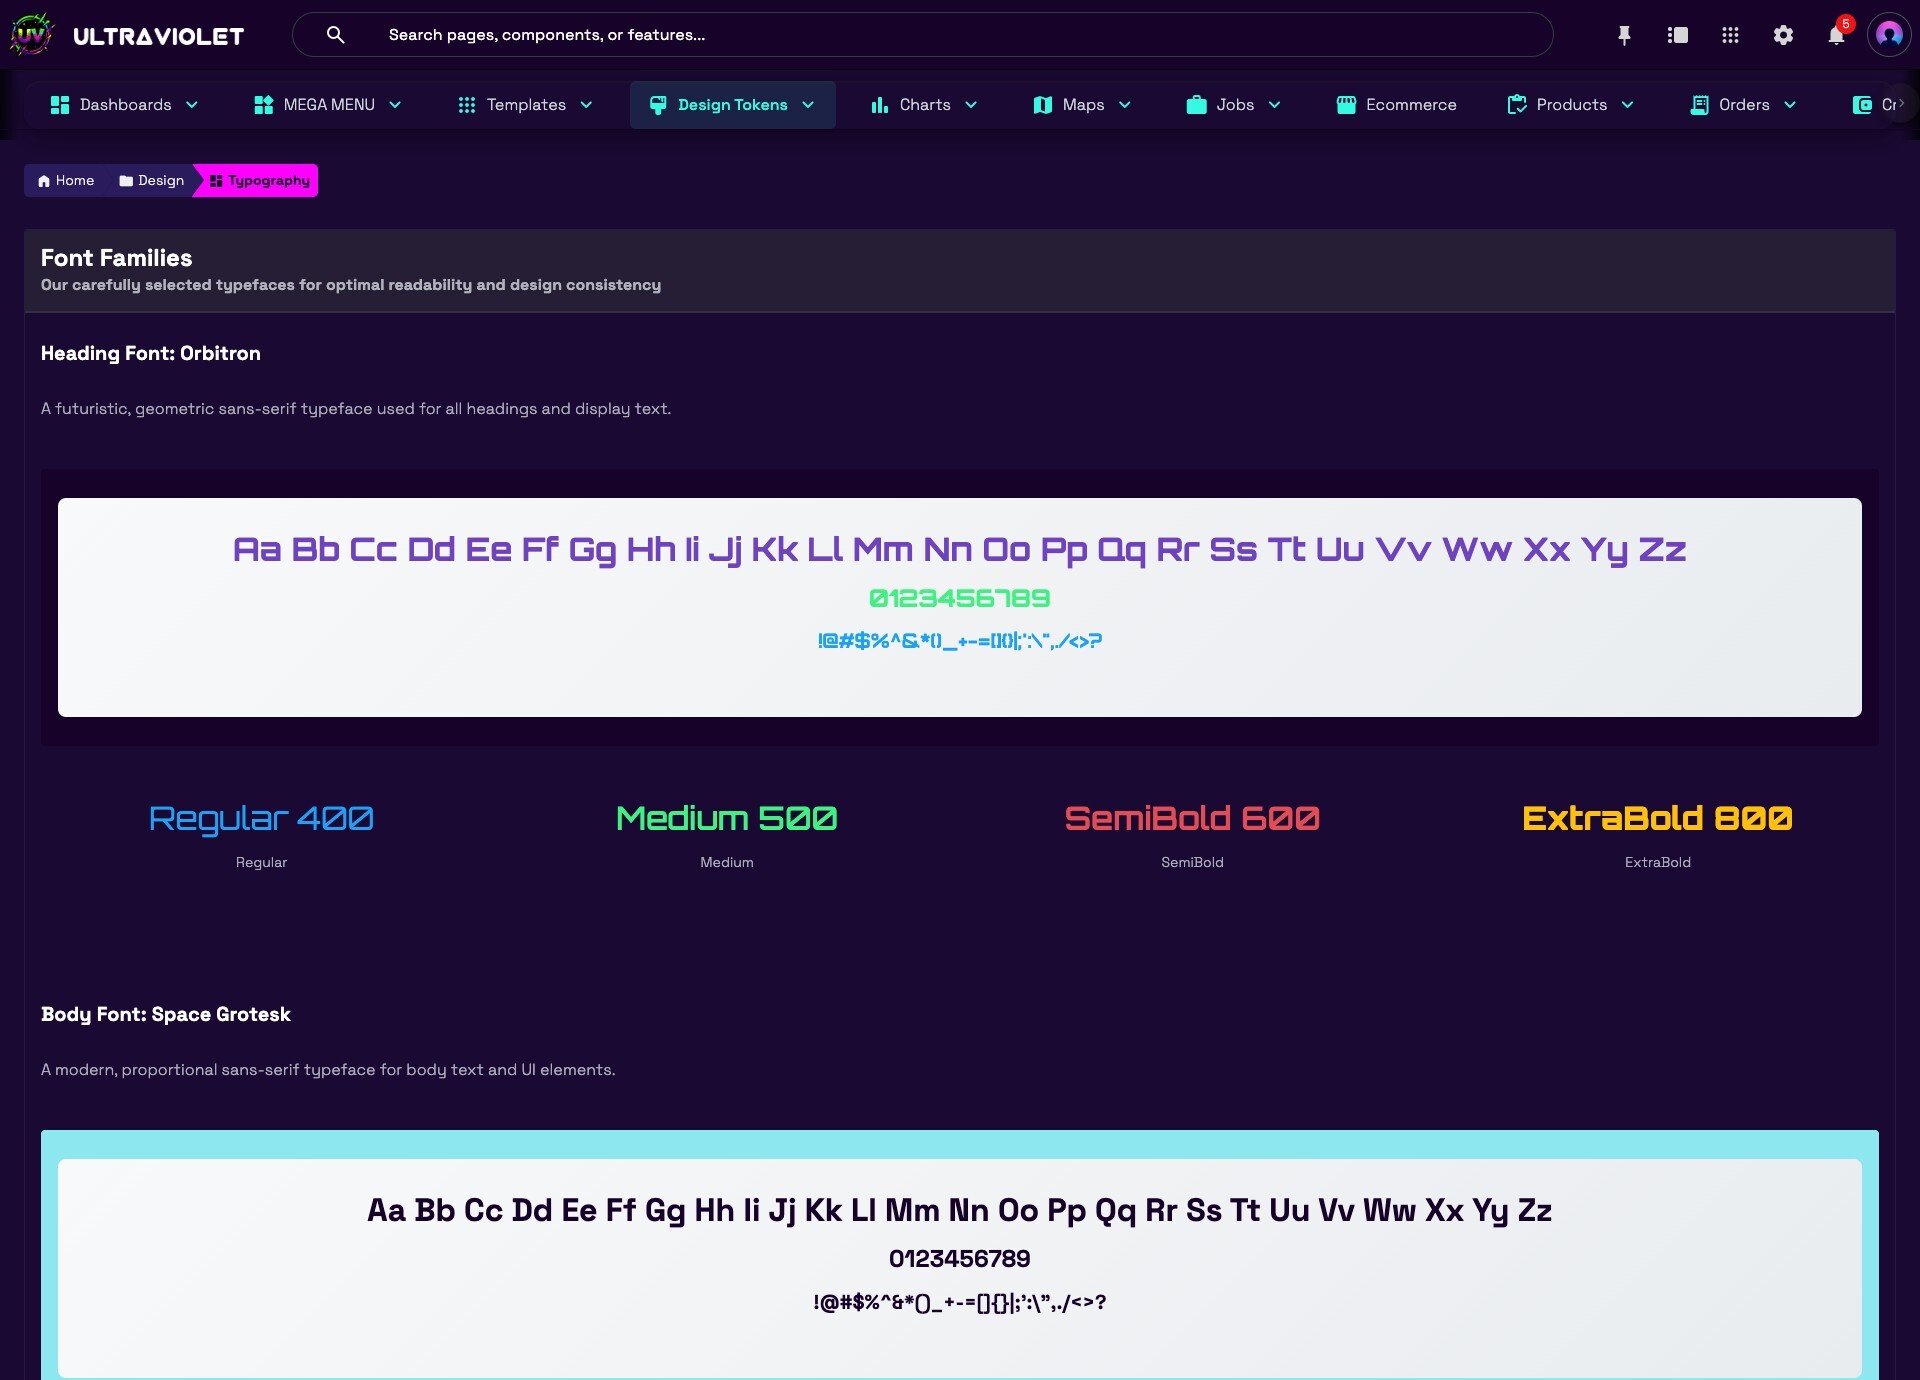 UV ULTRAVIOLET
Search pages, components, or features...
5
Dashboards MEGA MENU Templates Design Tokens Charts Maps Jobs Ecommerce Products Orders
Home Design Typography
Font Families
Our carefully selected typefaces for optimal readability and design consistency
Heading Font: Orbitron
A futuristic, geometric sans-serif typeface used for all headings and display text.
Aa Bb Cc Dd Ee Ff Gg Hh Ii Jj Kk Ll Mm Nn Oo Pp Qq Rr Ss Tt Uu Vv Ww Xx Yy Zz
0123456789
!@#$%^&*()_+-=[]{}|;':\",./<>?
Regular 400 Medium 500 SemiBold 600 ExtraBold 800
Regular Medium SemiBold ExtraBold
Body Font: Space Grotesk
A modern, proportional sans-serif typeface for body text and UI elements.
Aa Bb Cc Dd Ee Ff Gg Hh Ii Jj Kk Ll Mm Nn Oo Pp Qq Rr Ss Tt Uu Vv Ww Xx Yy Zz
0123456789
!@#$%^&*()_+-=[]{}|;':\",./<>?